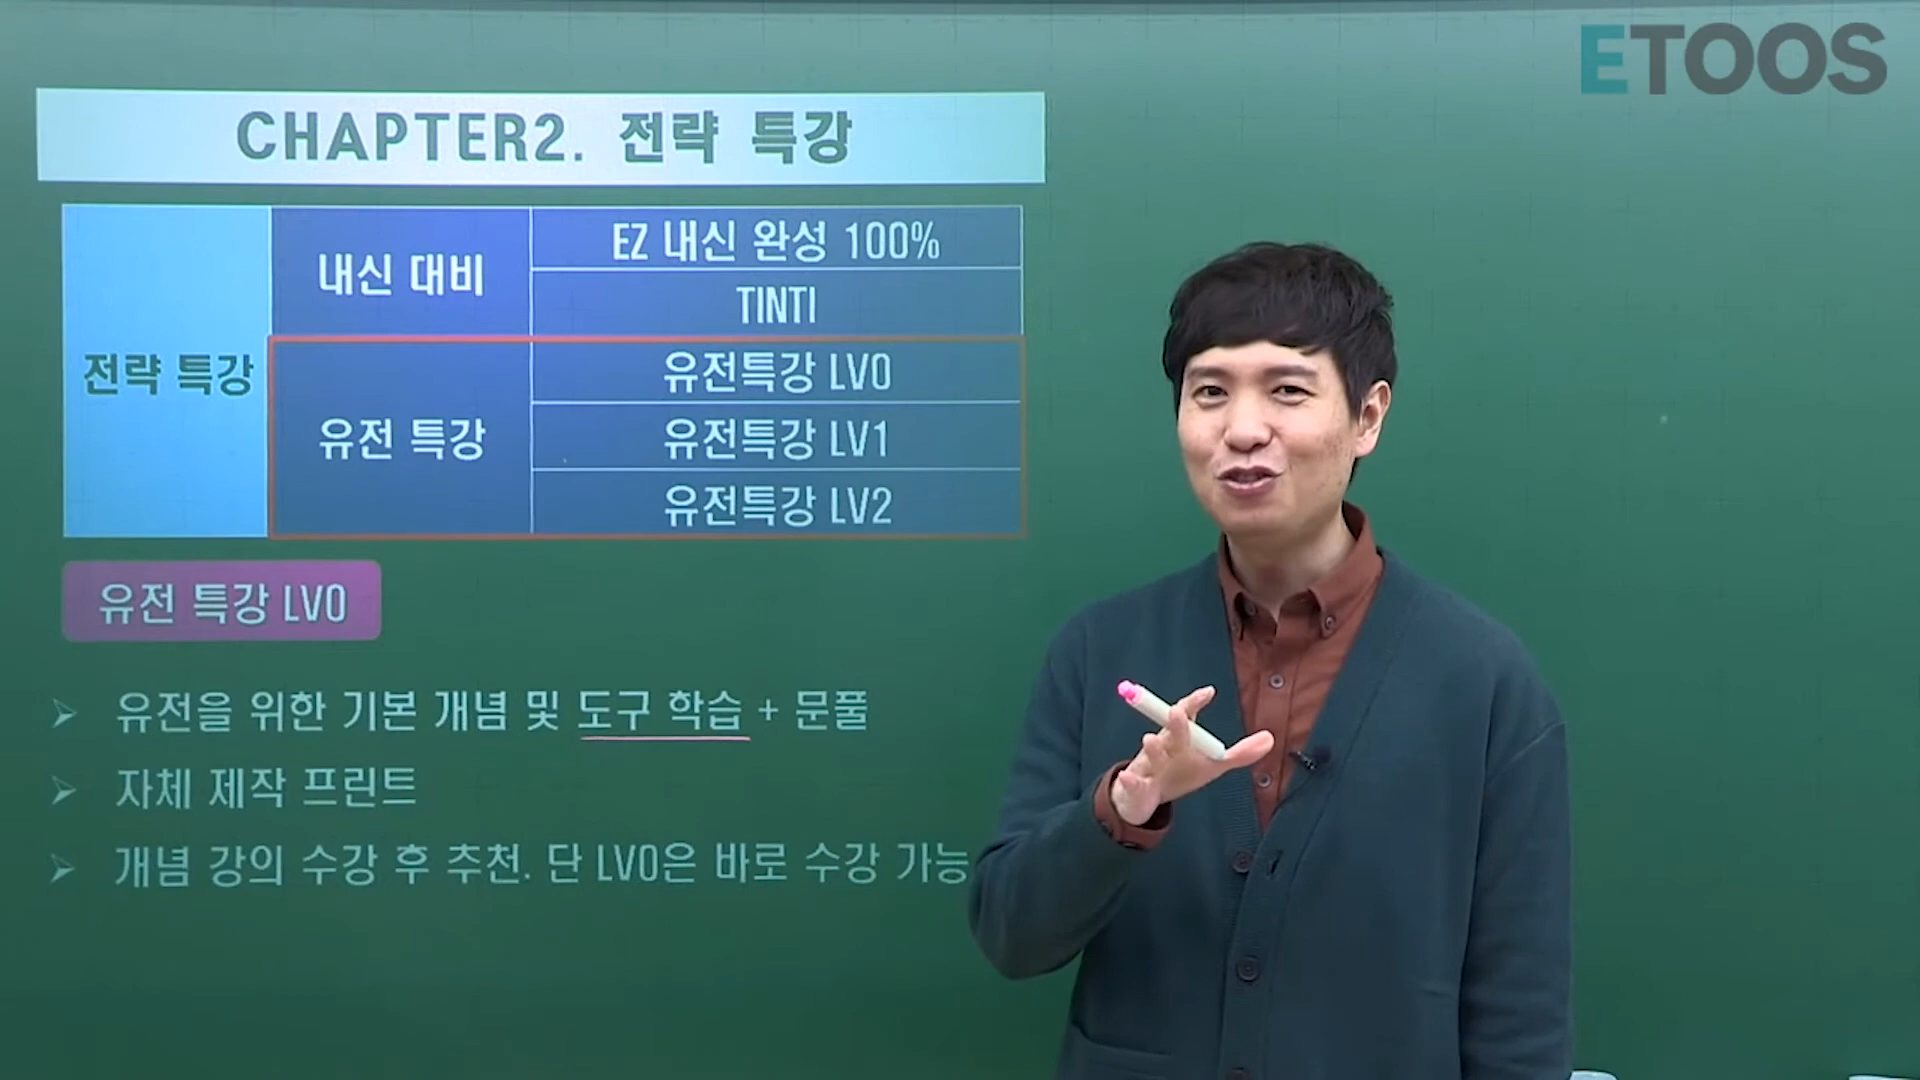 ETOOS
CHAPTER2. 전략 특강
전략 특강
내신 대비
EZ 내신 완성 100%
TINTI
유전 특강
유전특강 LV0
유전특강 LV1
유전특강 LV2
유전 특강 LV0
유전을 위한 기본 개념 및 도구 학습 + 문풀
자체 제작 프린트
개념 강의 수강 후 추천. 단 LV0은 바로 수강 가능